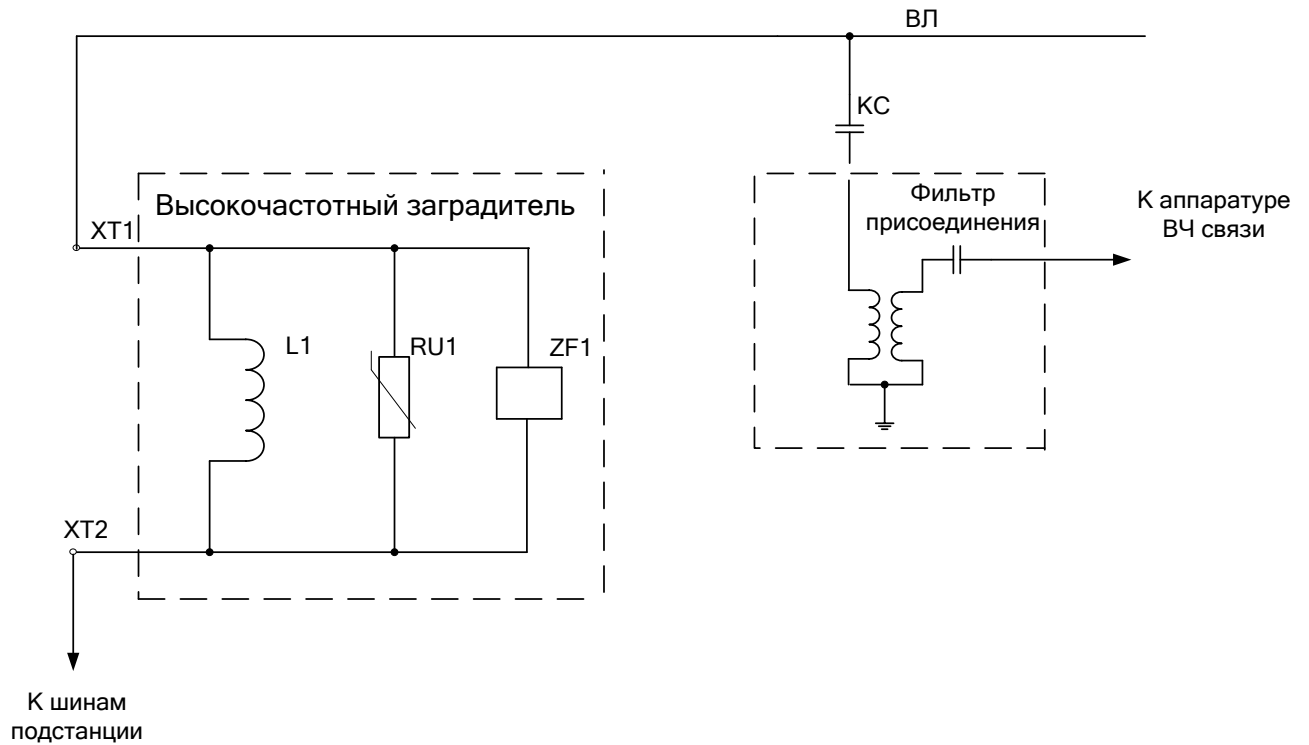 ВЛ
КС
Высокочастотный заградитель
Фильтр
присоединения
К аппаратуре
ВЧ связи
XT1
L1
RU1
ZF1
XT2
К шинам
подстанции